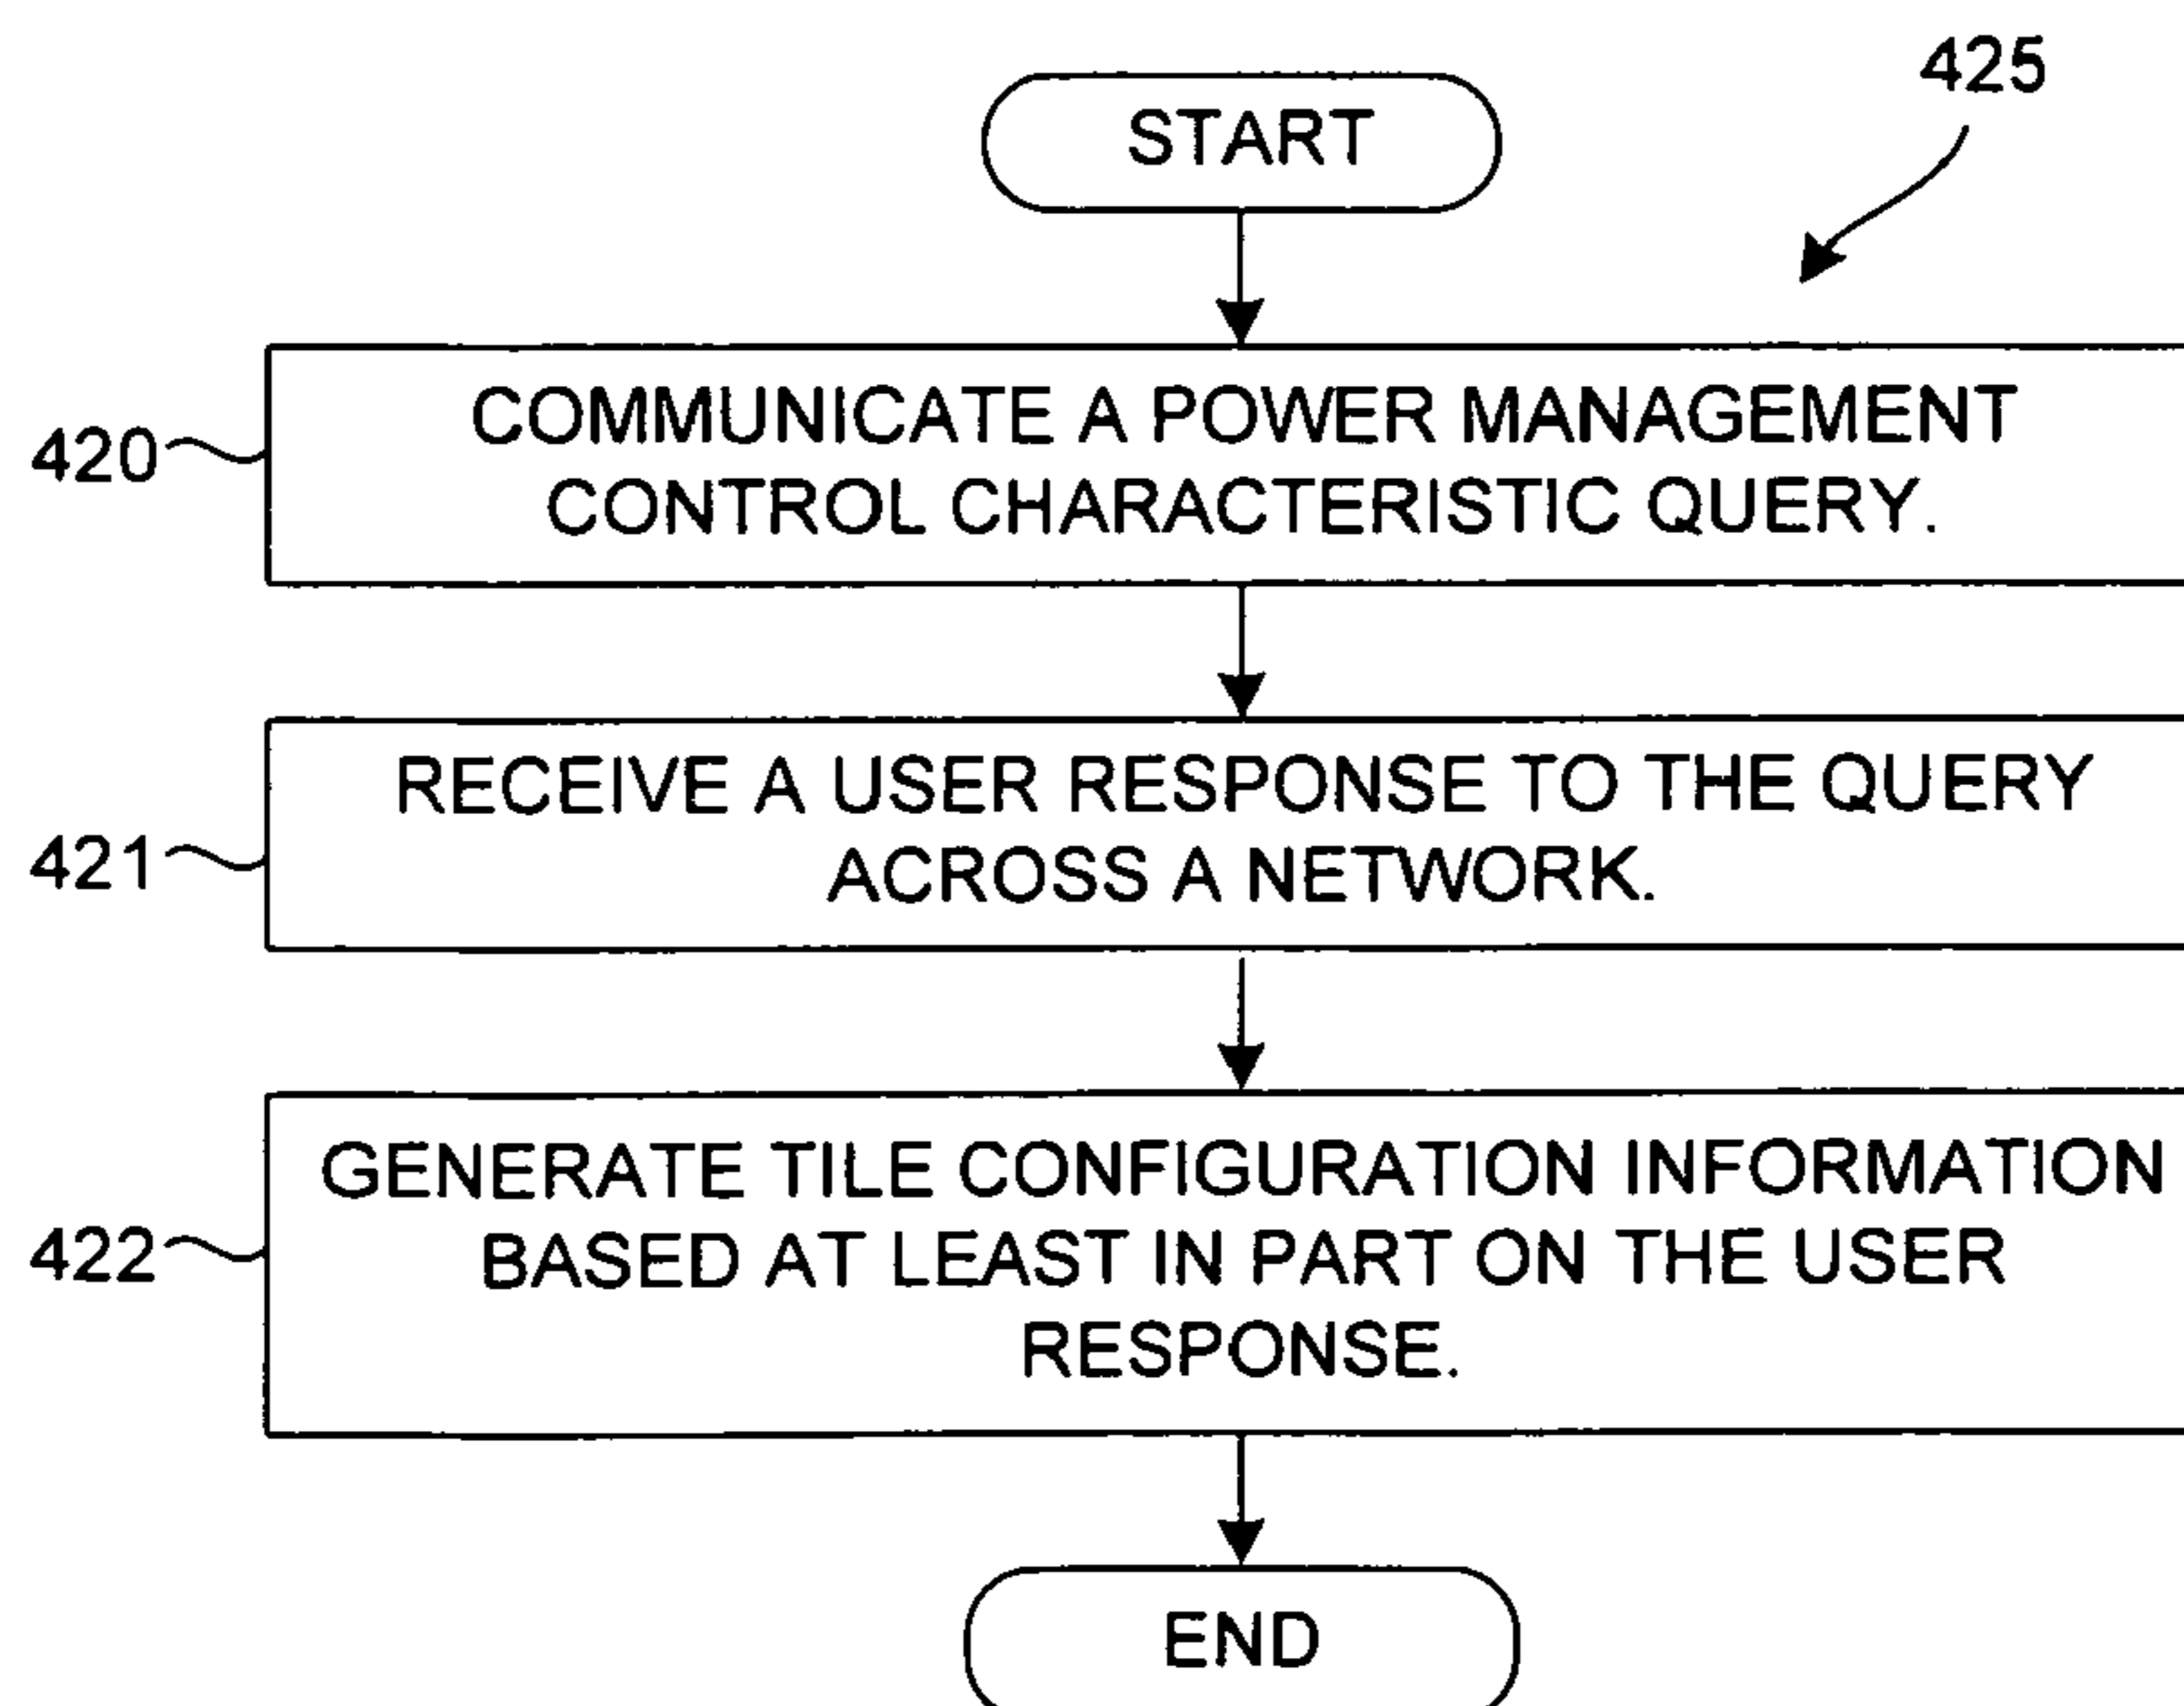 425
START
420
COMMUNICATE A POWER MANAGEMENT
CONTROL CHARACTERISTIC QUERY.
421
RECEIVE A USER RESPONSE TO THE QUERY
ACROSS A NETWORK.
422
GENERATE TILE CONFIGURATION INFORMATION
BASED AT LEAST IN PART ON THE USER
RESPONSE.
END